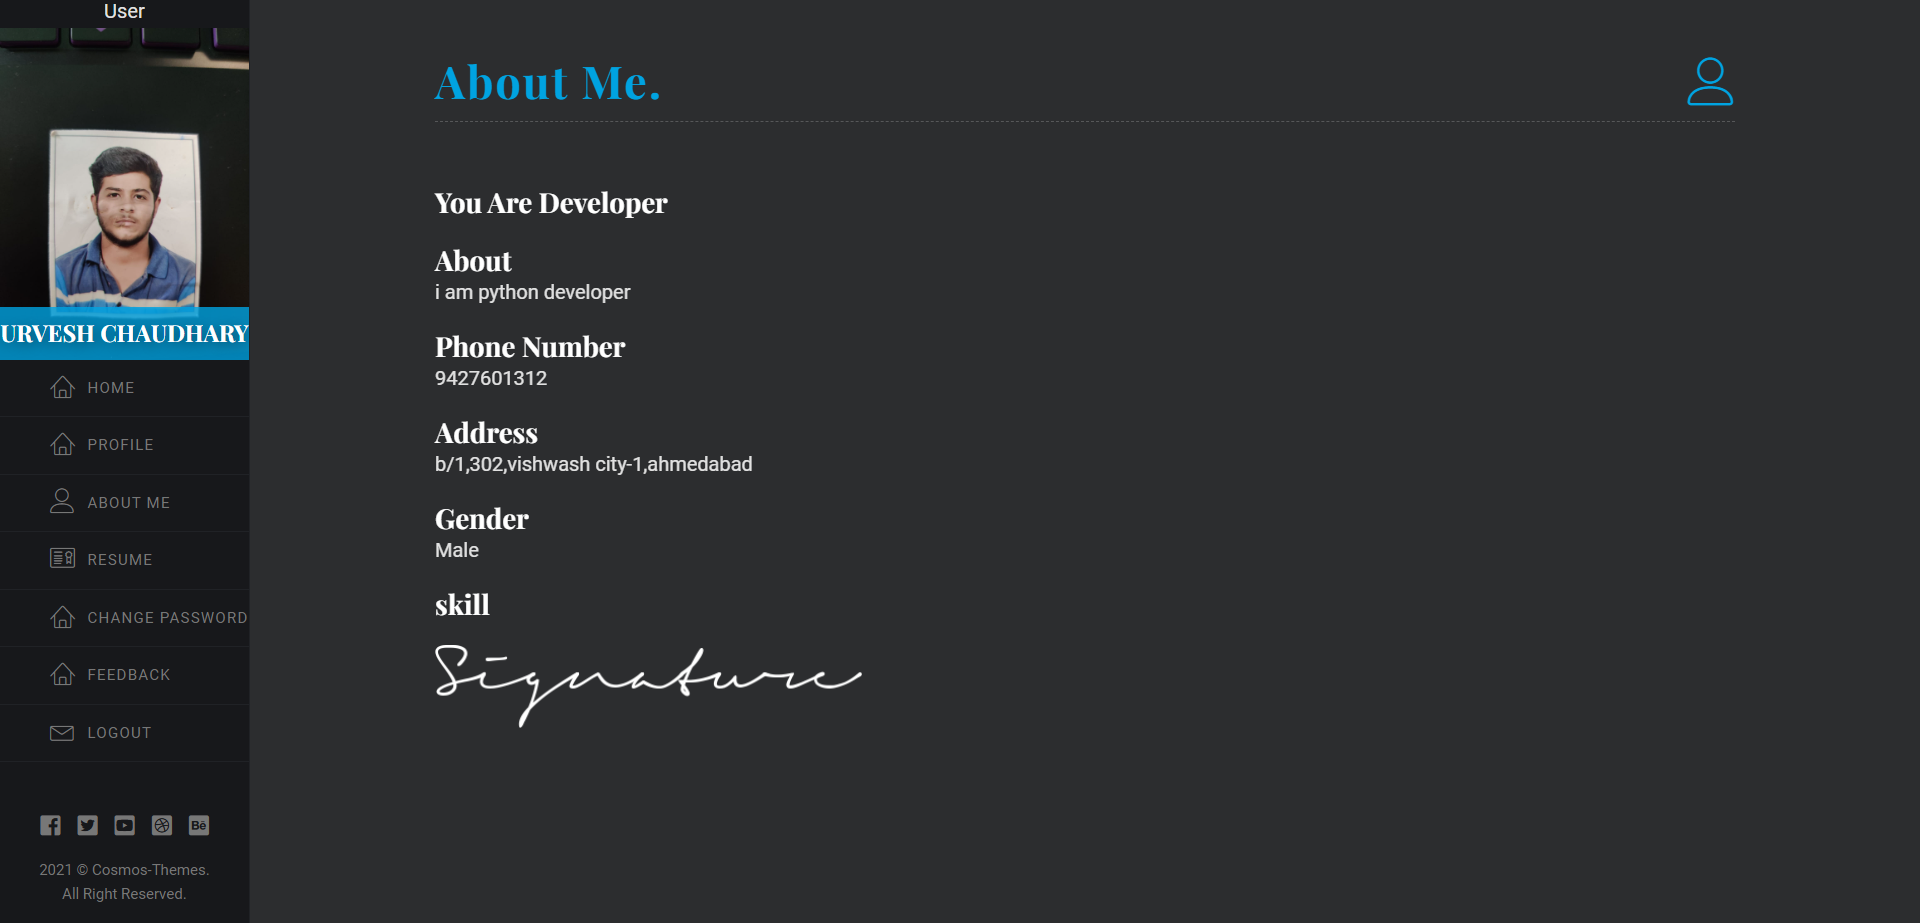 User
URVESH CHAUDHARY
HOME
PROFILE
ABOUT ME
RESUME
CHANGE PASSWORD
FEEDBACK
LOGOUT
Bē
2021 © Cosmos-Themes.
All Right Reserved.
About Me.
You Are Developer
About
i am python developer
Phone Number
9427601312
Address
b/1,302,vishwash city-1,ahmedabad
Gender
Male
skill
Signature